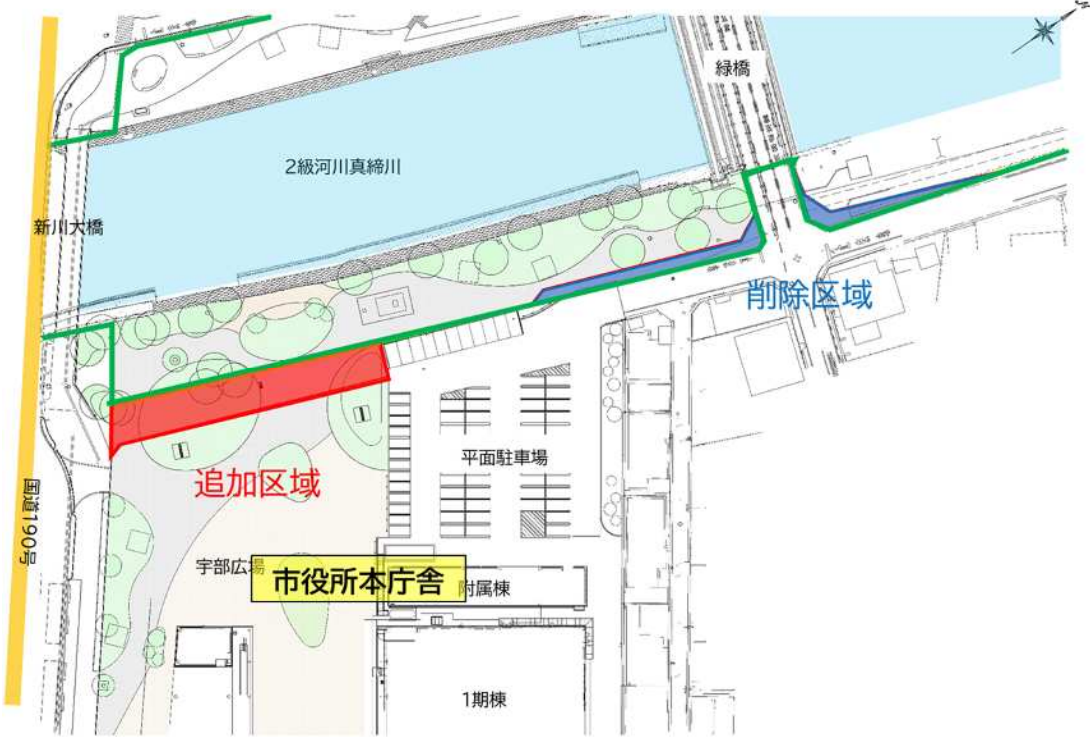 緑橋
2級河川真締川
新川大橋
削除区域
平面駐車場
追加区域
国道190号
宇部広場
市役所本庁舎
附属棟
1期棟